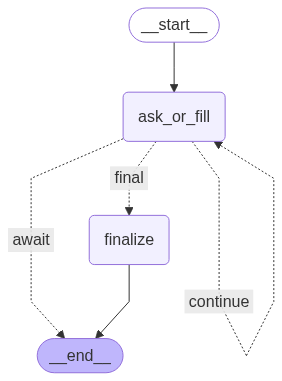 __start__
ask_or_fill
final
await
finalize
continue
__end__